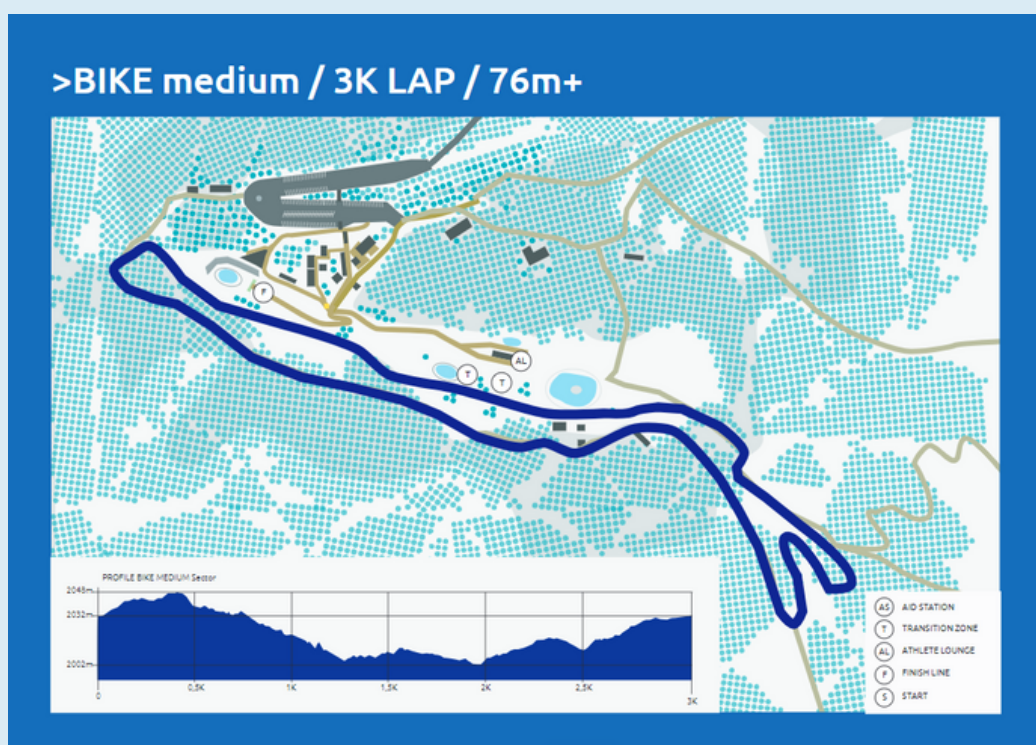 >BIKE medium / 3K LAP / 76m+
F
AL
T
T
PROFILE BIKE MEDIUM Sector
2048m
2032m
2002m
0
0,5K
1K
1,5K
2K
2,5K
3K
AS AID STATION
T TRANSITION ZONE
AL ATHLETE LOUNGE
F FINISH LINE
S START